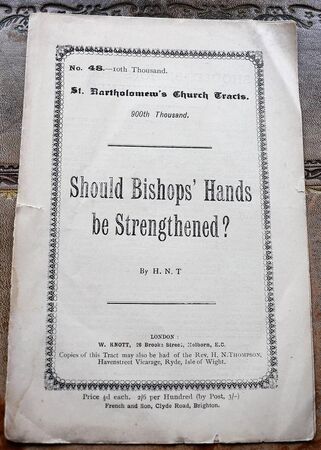 No. 48.—10th Thousand.
St. Bartholomew's Church Tracts.
900th Thousand.
Should Bishops' Hands
be Strengthened?
By H. N. T
LONDON:
W. KNOTT, 26 Brooke Street, Holborn, E.C.
Copies of this Tract may also be had of the Rev. H. N. THOMPSON,
Havenstreet Vicarage, Ryde, Isle of Wight.
Price ½d each. 2/6 per Hundred (by Post, 3/-)
French and Son, Clyde Road, Brighton.